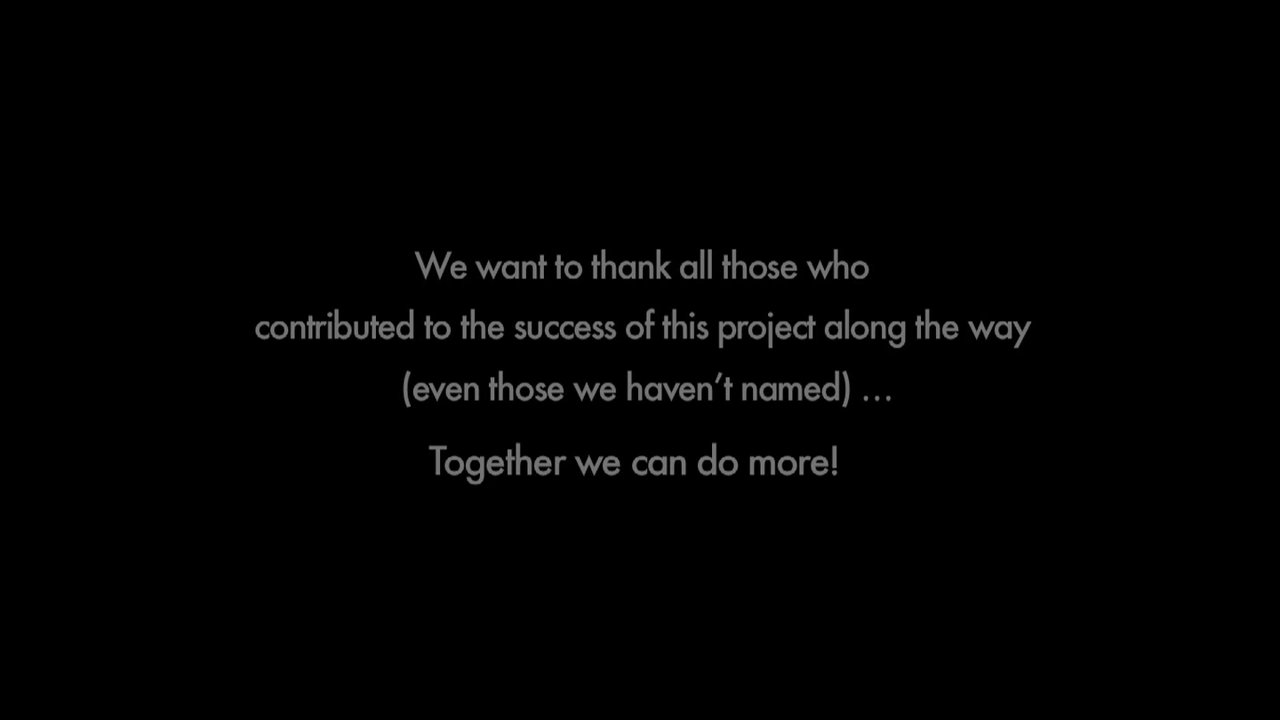 We want to thank all those who
contributed to the success of this project along the way
(even those we haven’t named) …
Together we can do more!